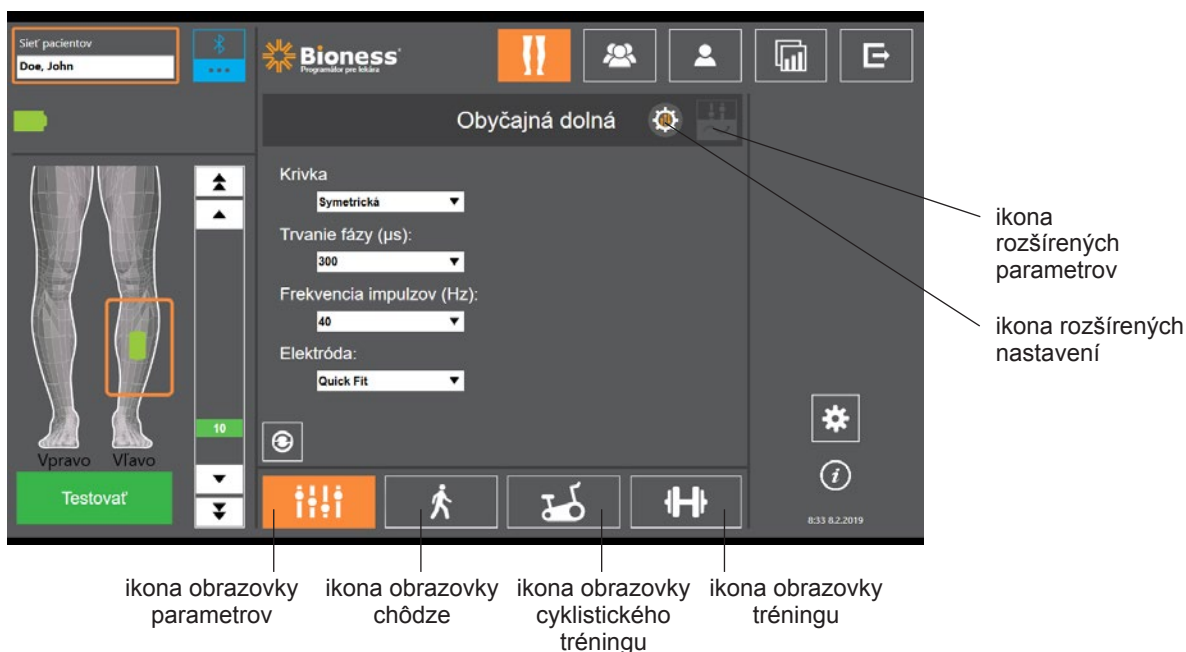 Sieť pacientov
Doe, John
Bioness
Programátor pre lekára
Obyčajná dolná
Krivka
Symetrická
Trvanie fázy (µs):
300
Frekvencia impulzov (Hz):
40
Elektróda:
Quick Fit
10
Vpravo Vľavo
Testovať
8:33 8.2.2019
ikona
rozšírených
parametrov
ikona rozšírených
nastavení
ikona obrazovky
parametrov
ikona obrazovky
chôdze
ikona obrazovky
cyklistického
tréningu
ikona obrazovky
tréningu